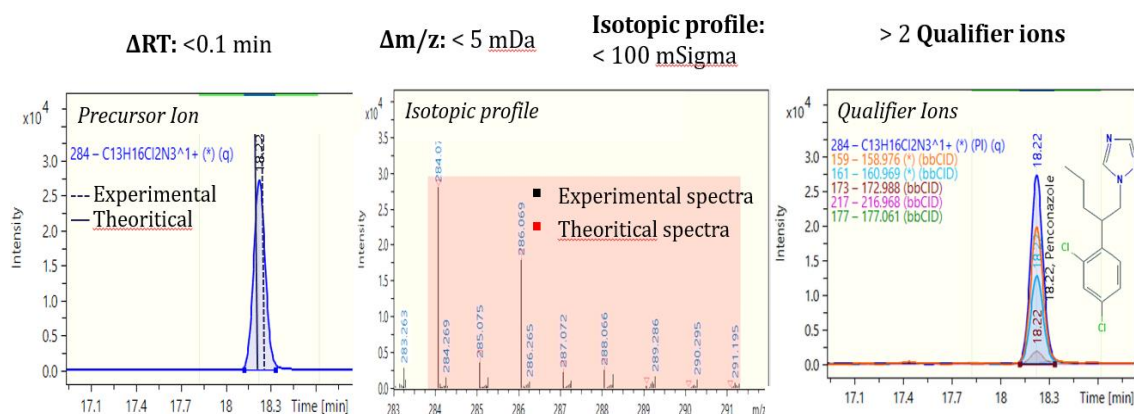 ΔRT: <0.1 min
Δm/z: < 5 mDa
Isotopic profile:
< 100 mSigma
> 2 Qualifier ions
x10⁴
Precursor Ion
284 – C13H16Cl2N3^1+ (*) (q)
18.22
Experimental
Theoritical
Intensity
3.0
2.5
2.0
1.5
1.0
0.5
0.0
17.1
17.4
17.7
18
18.3
Time [min]
x10⁴
Isotopic profile
284.07
Experimental spectra
Theoritical spectra
286.069
283.263
284.269
285.075
286.265
287.072
288.066
289.286
290.295
291.195
Intensity
3.5
3.0
2.5
2.0
1.5
1.0
0.5
0.0
283
284
285
286
287
288
289
290
291
m/z
x10⁴
Qualifier Ions
284 – C13H16Cl2N3^1+ (*) (PI) (q)
159 – 158.976 (*) (bbCID)
161 – 160.969 (*) (bbCID)
173 – 172.988 (bbCID)
217 – 216.968 (bbCID)
177 – 177.061 (bbCID)
18.22
18.22
18.22, Penconazole
N
N
Cl
Cl
Intensity
3.0
2.5
2.0
1.5
1.0
0.5
0.0
17.1
17.4
17.7
18
18.3
Time [min]